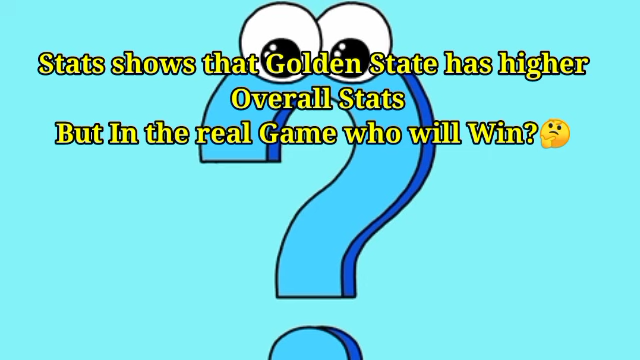 Stats shows that Golden State has higher
Overall Stats
But In the real Game who will Win?🤔